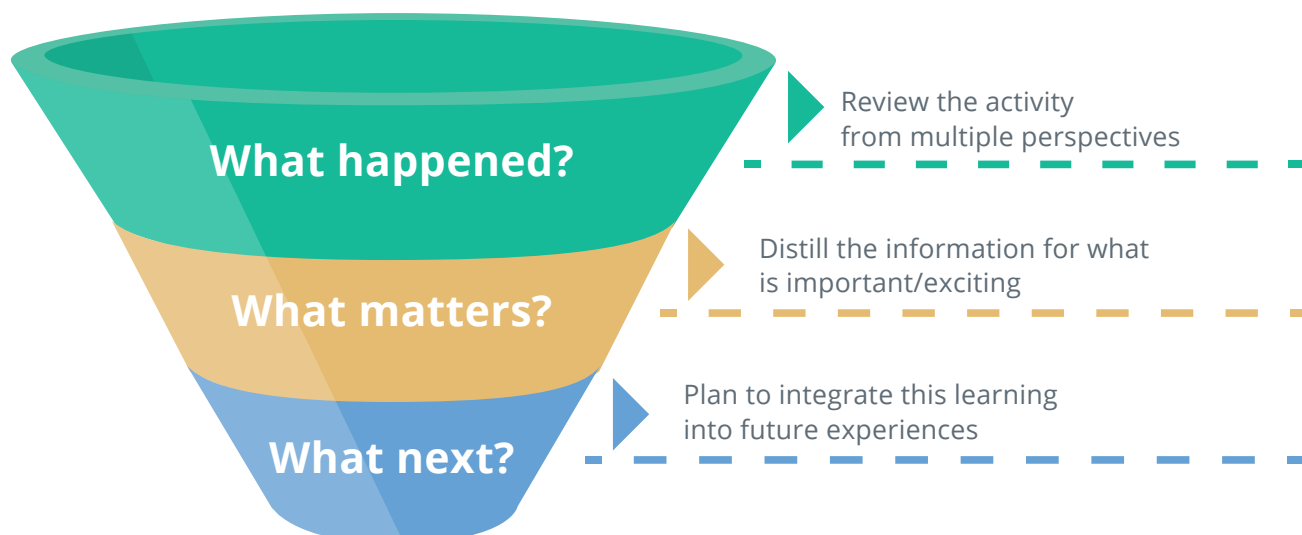 What happened?
Review the activity
from multiple perspectives
What matters?
Distill the information for what
is important/exciting
What next?
Plan to integrate this learning
into future experiences